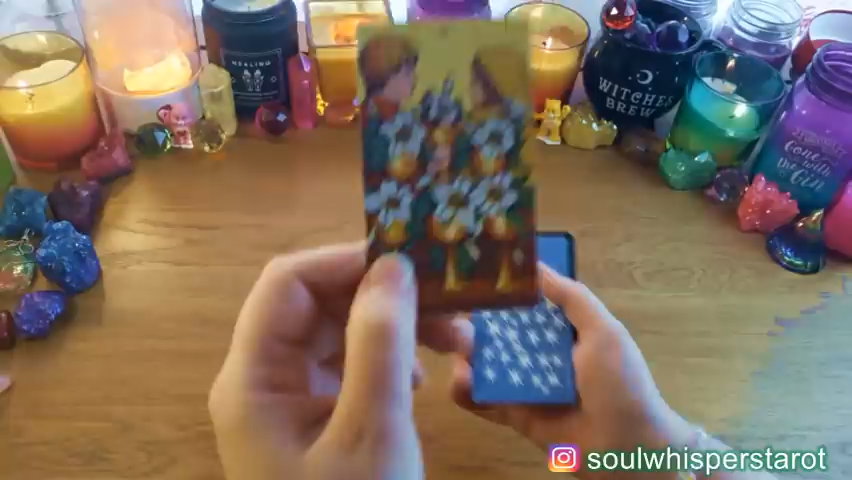 HEALING
WITCHES
BREW
Gone with
the Gin
soulwhisperstarot